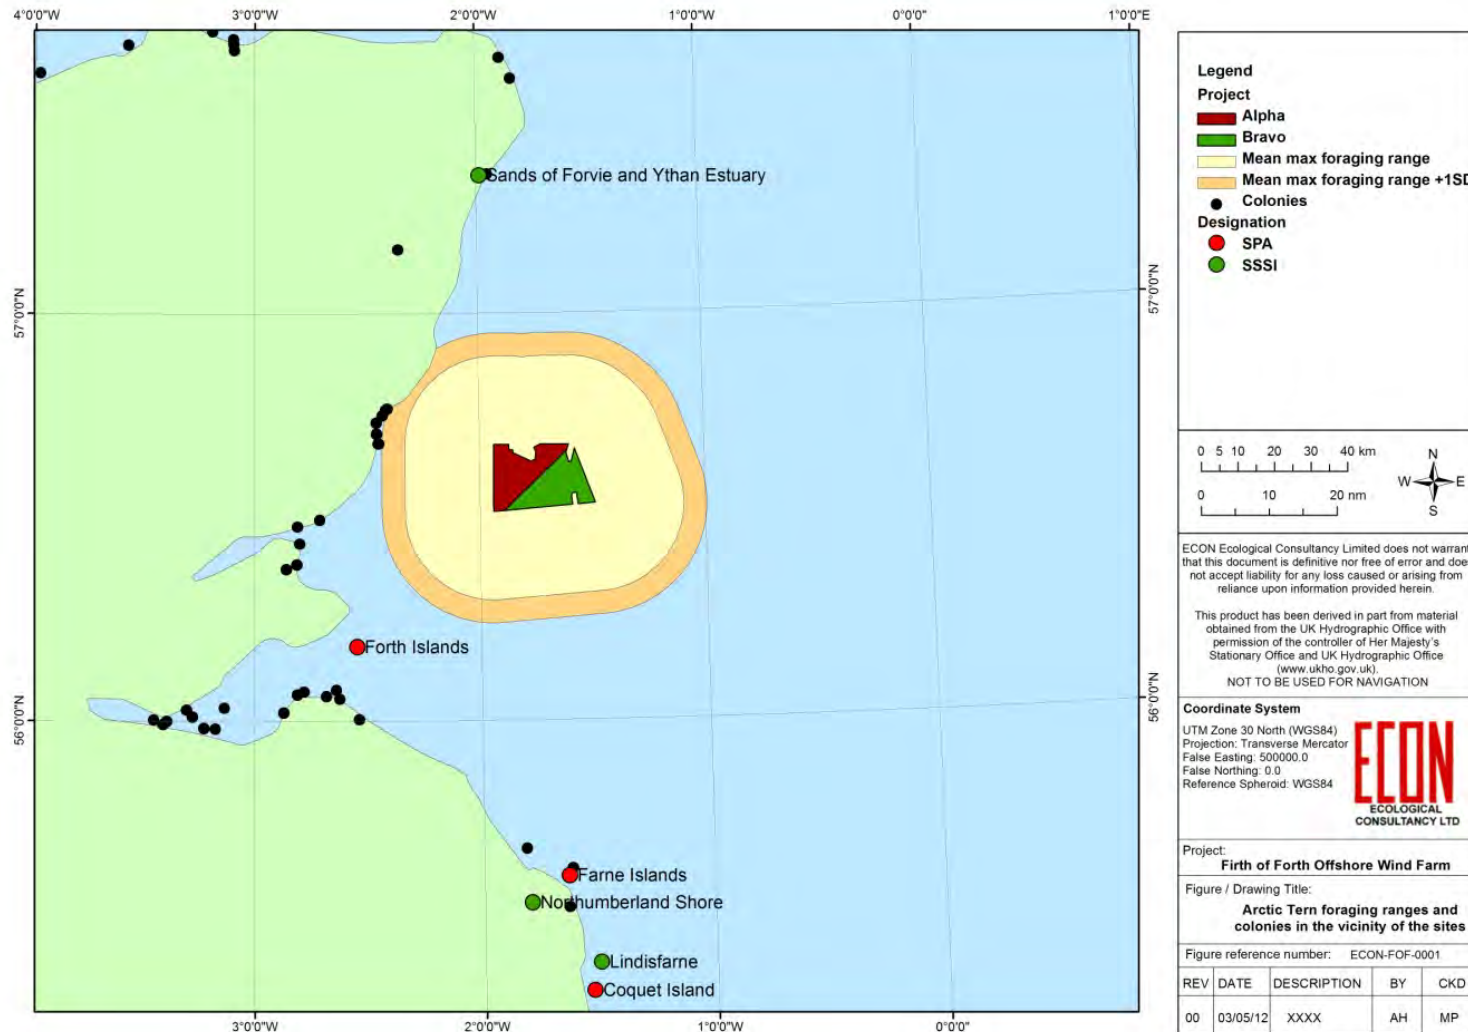 4°0'0"W
3°0'0"W
2°0'0"W
1°0'0"W
0°0'0"
1°0'0"E
57°0'0"N
56°0'0"N
Sands of Forvie and Ythan Estuary
Forth Islands
Farne Islands
Northumberland Shore
Lindisfarne
Coquet Island
57°0'0"N
56°0'0"N
3°0'0"W
2°0'0"W
1°0'0"W
0°0'0"
Legend
Project
Alpha
Bravo
Mean max foraging range
Mean max foraging range +1SD
Colonies
Designation
SPA
SSSI
0 5 10 20 30 40 km
0 10 20 nm
N
W E
S
ECON Ecological Consultancy Limited does not warrant
that this document is definitive nor free of error and does
not accept liability for any loss caused or arising from
reliance upon information provided herein.
This product has been derived in part from material
obtained from the UK Hydrographic Office with
permission of the controller of Her Majesty's
Stationary Office and UK Hydrographic Office
(www.ukho.gov.uk).
NOT TO BE USED FOR NAVIGATION
Coordinate System
UTM Zone 30 North (WGS84)
Projection: Transverse Mercator
False Easting: 500000.0
False Northing: 0.0
Reference Spheroid: WGS84
ECON
ECOLOGICAL
CONSULTANCY LTD
Project:
Firth of Forth Offshore Wind Farm
Figure / Drawing Title:
Arctic Tern foraging ranges and
colonies in the vicinity of the sites
Figure reference number: ECON-FOF-0001
REV DATE DESCRIPTION BY CKD
00 03/05/12 XXXX AH MP